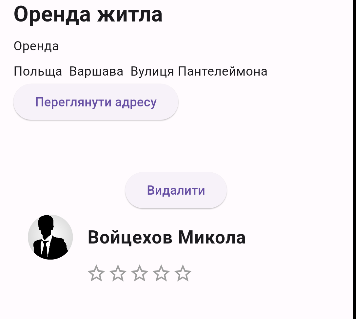 Оренда житла
Оренда
Польща Варшава Вулиця Пантелеймона
Переглянути адресу
Видалити
Войцехов Микола